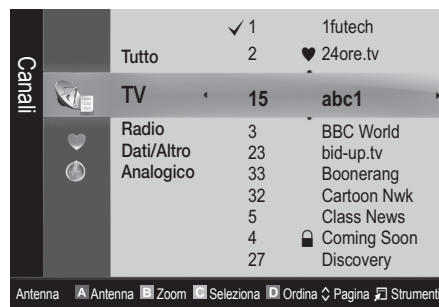 Canali
✓ 1 1futech
Tutto 2 ♥ 24ore.tv
TV 15 abc1
Radio 3 BBC World
Dati/Altro 23 bid-up.tv
Analogico 33 Boonerang
32 Cartoon Nwk
5 Class News
4 Coming Soon
27 Discovery
Antenna A Antenna B Zoom C Seleziona D Ordina Pagina Strumenti